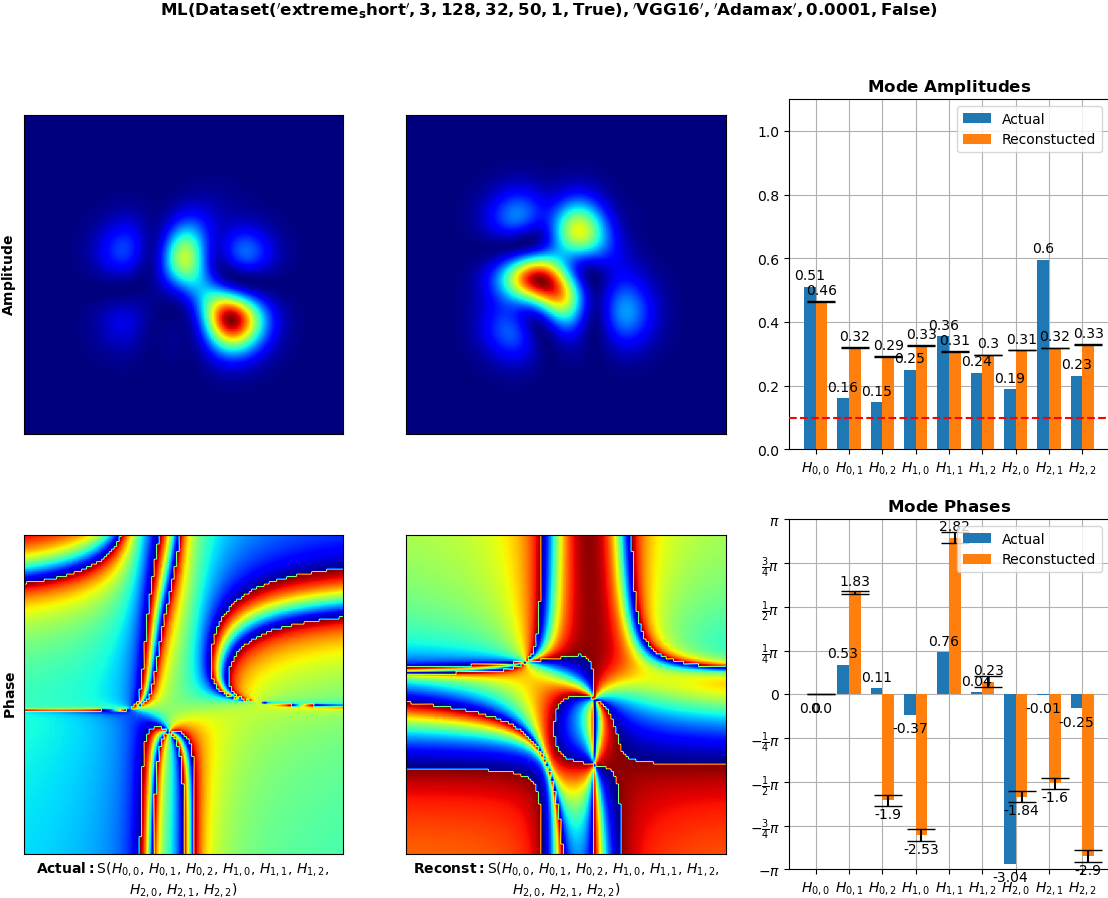 ML(Dataset('extreme_short', 3, 128, 32, 50, 1, True), 'VGG16', 'Adamax', 0.0001, False)
Amplitude
Mode Amplitudes
Actual
Reconstucted
1.0
0.8
0.6
0.4
0.2
0.0
0.51
0.46
0.16
0.32
0.15
0.29
0.25
0.33
0.36
0.31
0.24
0.3
0.19
0.31
0.6
0.32
0.23
0.33
H0,0 H0,1 H0,2 H1,0 H1,1 H1,2 H2,0 H2,1 H2,2
Phase
Actual: S(H0,0, H0,1, H0,2, H1,0, H1,1, H1,2,
H2,0, H2,1, H2,2)
Reconst: S(H0,0, H0,1, H0,2, H1,0, H1,1, H1,2,
H2,0, H2,1, H2,2)
Mode Phases
Actual
Reconstucted
π
3/4π
1/2π
1/4π
0
−1/4π
−1/2π
−3/4π
−π
0.0
0.0
0.53
1.83
0.11
-1.9
-0.37
-2.53
0.76
2.82
0.04
0.23
-3.04
-1.84
-0.01
-1.6
-0.25
-2.9
H0,0 H0,1 H0,2 H1,0 H1,1 H1,2 H2,0 H2,1 H2,2